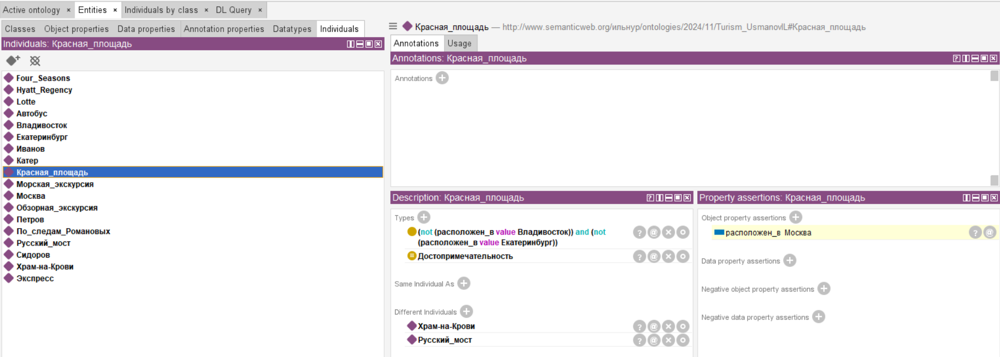 Active ontology × Entities × Individuals by class × DL Query ×
Classes Object properties Data properties Annotation properties Datatypes Individuals
Individuals: Красная_площадь
Four_Seasons
Hyatt_Regency
Lotte
Автобус
Владивосток
Екатеринбург
Иванов
Катер
Красная_площадь
Морская_экскурсия
Москва
Обзорная_экскурсия
Петров
По_следам_Романовых
Русский_мост
Сидоров
Храм-на-Крови
Экспресс
Красная_площадь — http://www.semanticweb.org/ильнур/ontologies/2024/11/Turism_UsmanovIL#Красная_площадь
Annotations Usage
Annotations: Красная_площадь
Annotations
Description: Красная_площадь
Types
(not (расположен_в value Владивосток)) and (not
(расположен_в value Екатеринбург))
Достопримечательность
Same Individual As
Different Individuals
Храм-на-Крови
Русский_мост
Property assertions: Красная_площадь
Object property assertions
расположен_в Москва
Data property assertions
Negative object property assertions
Negative data property assertions